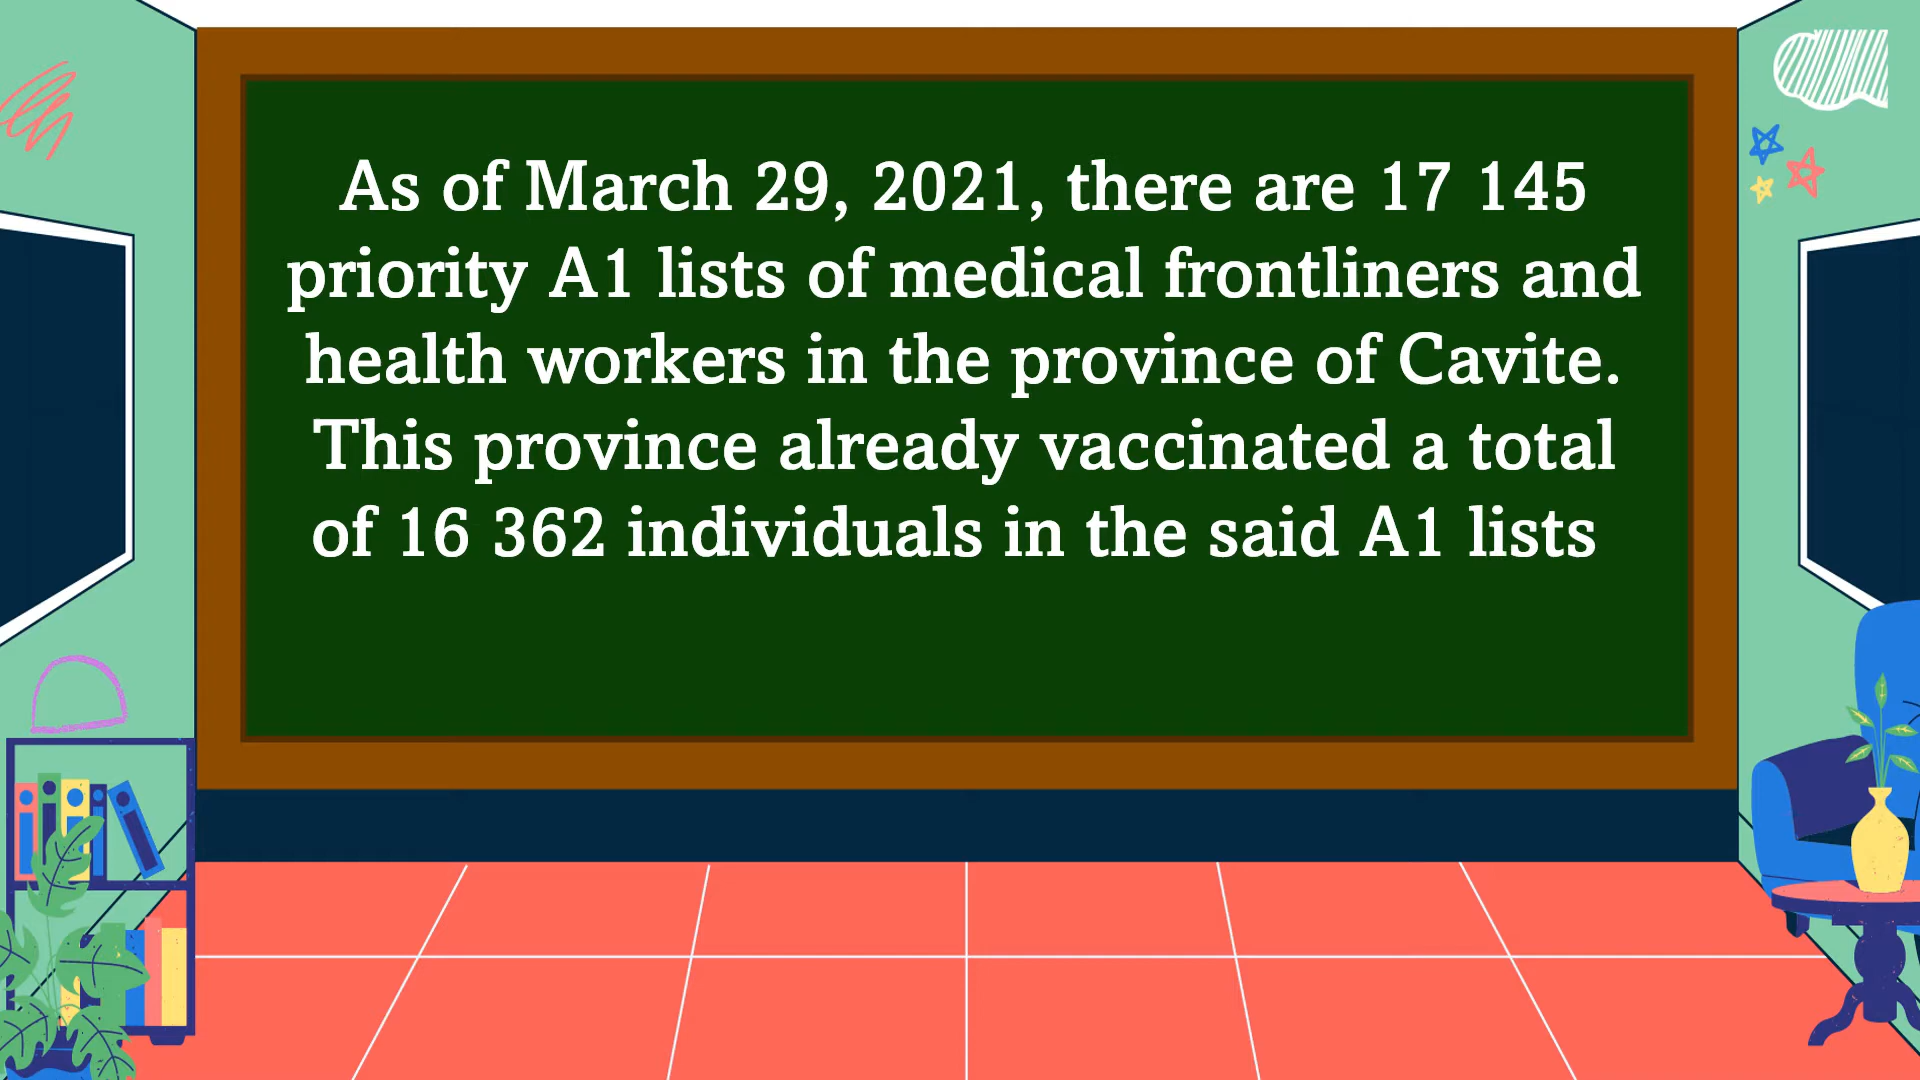 As of March 29, 2021, there are 17 145
priority A1 lists of medical frontliners and
health workers in the province of Cavite.
This province already vaccinated a total
of 16 362 individuals in the said A1 lists